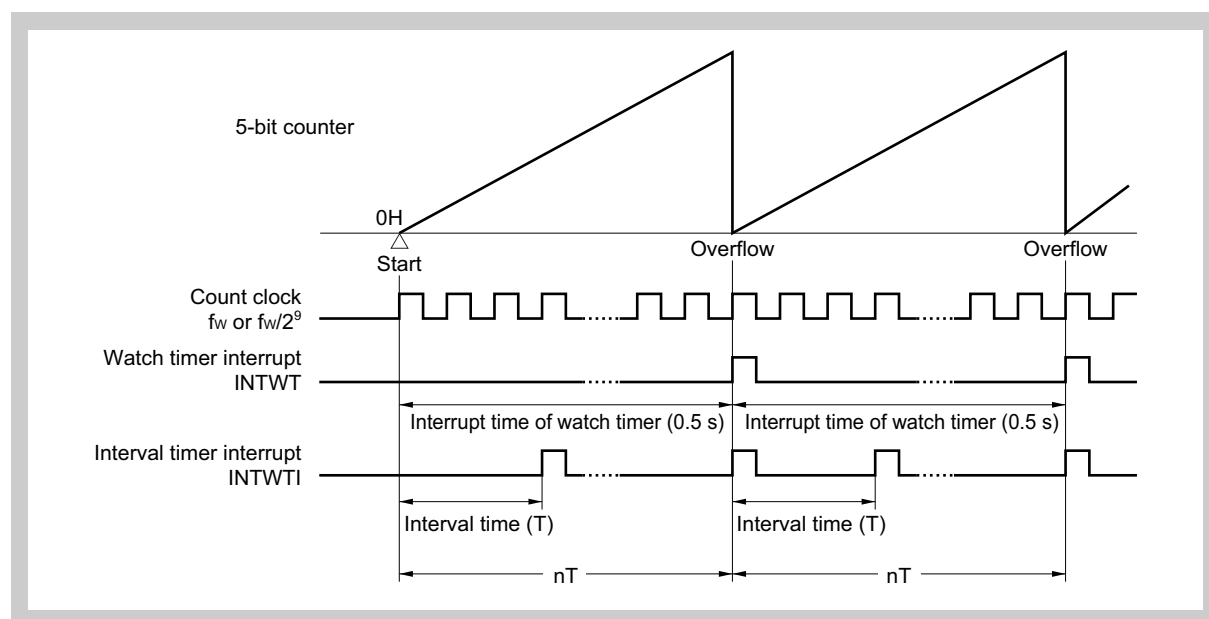 5-bit counter
0H
Start
Overflow
Overflow
Count clock
fW or fW/2⁹
Watch timer interrupt
INTWT
Interrupt time of watch timer (0.5 s)
Interrupt time of watch timer (0.5 s)
Interval timer interrupt
INTWTI
Interval time (T)
Interval time (T)
nT
nT